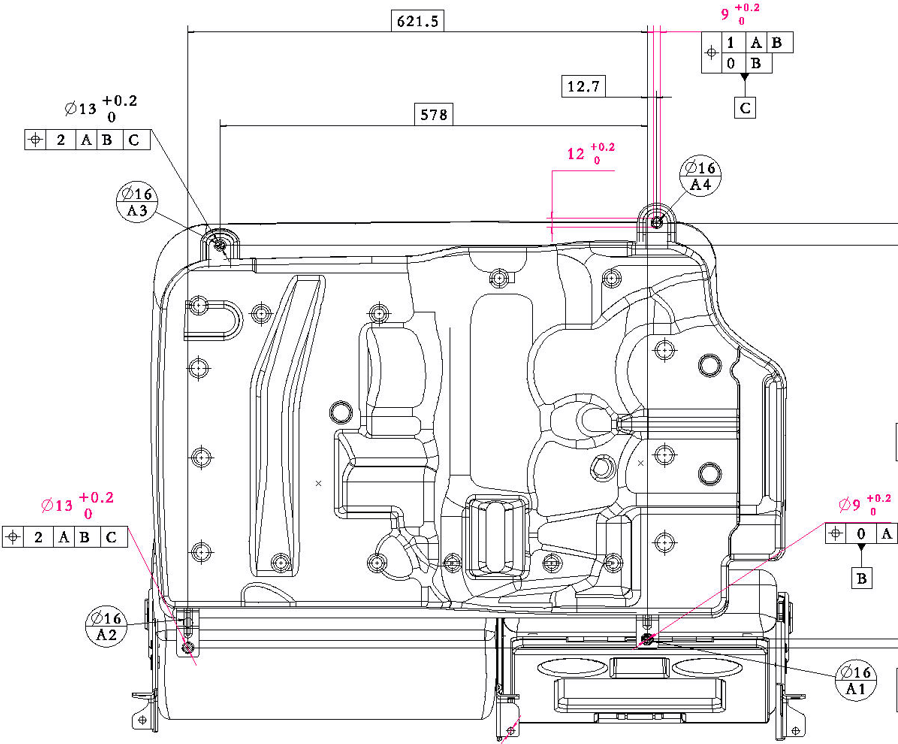 621.5
9 +0.2
0
⌖ 1 A B
0 B
C
12.7
Ø13 +0.2
0
⌖ 2 A B C
578
12 +0.2
0
Ø16
A4
Ø16
A3
Ø13 +0.2
0
⌖ 2 A B C
Ø9 +0.2
0
⌖ 0 A
B
Ø16
A2
Ø16
A1